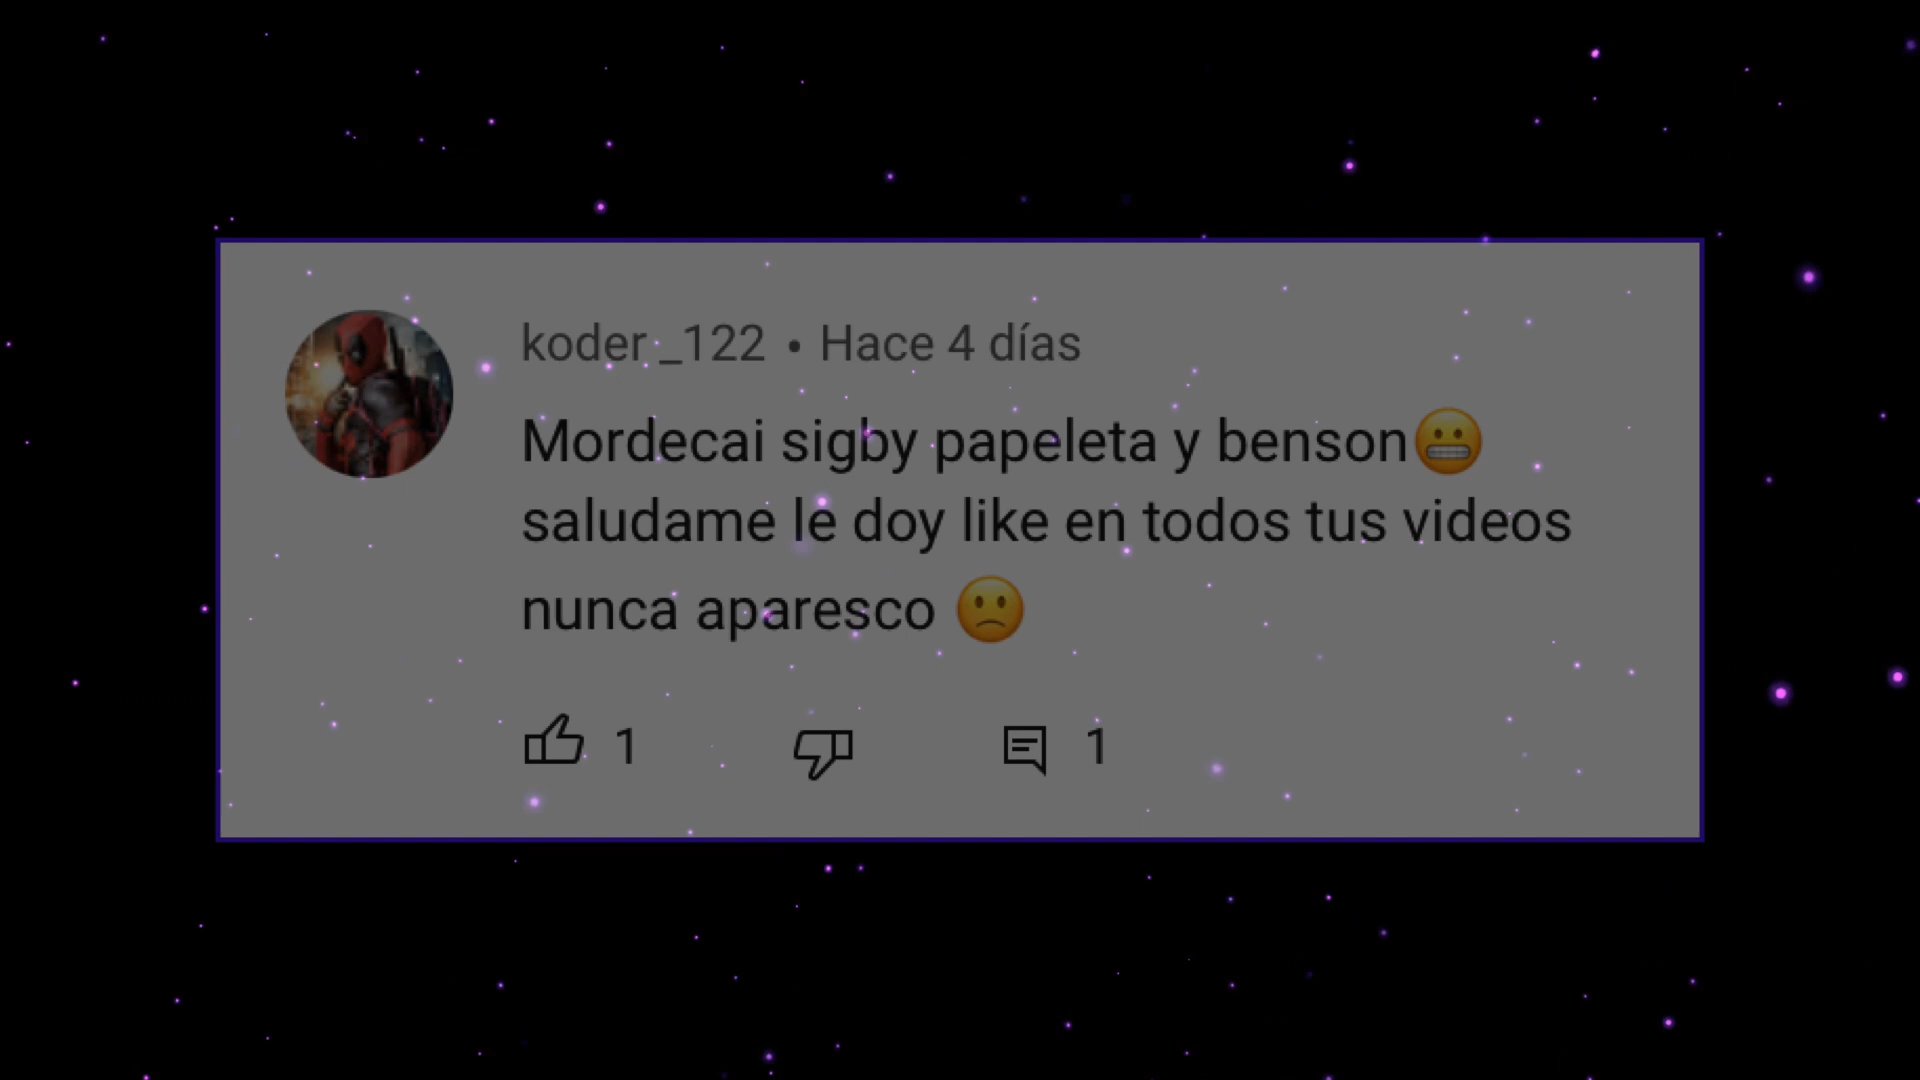 koder_122 • Hace 4 días
Mordecai sigby papeleta y benson😬
saludame le doy like en todos tus videos
nunca aparesco 🙁
1 1